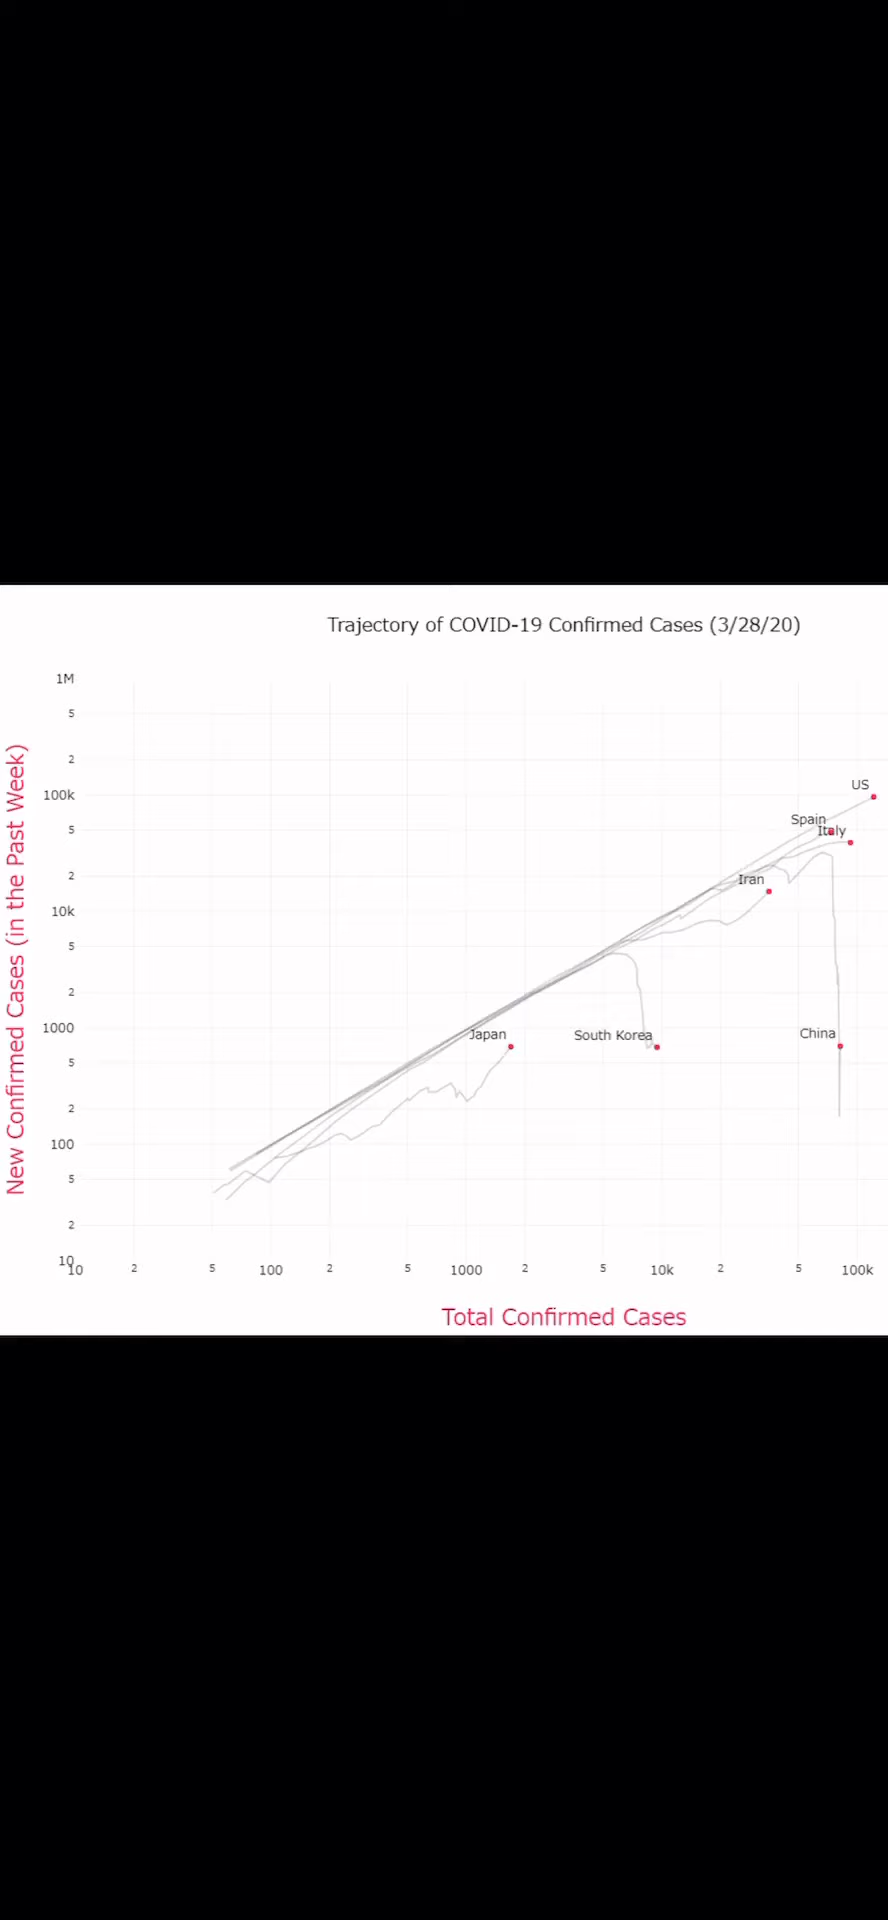 Trajectory of COVID-19 Confirmed Cases (3/28/20)
New Confirmed Cases (in the Past Week)
1M
5
2
100k
5
2
10k
5
2
1000
5
2
100
5
2
10
US
Spain
Italy
Iran
Japan
South Korea
China
10 2 5 100 2 5 1000 2 5 10k 2 5 100k
Total Confirmed Cases